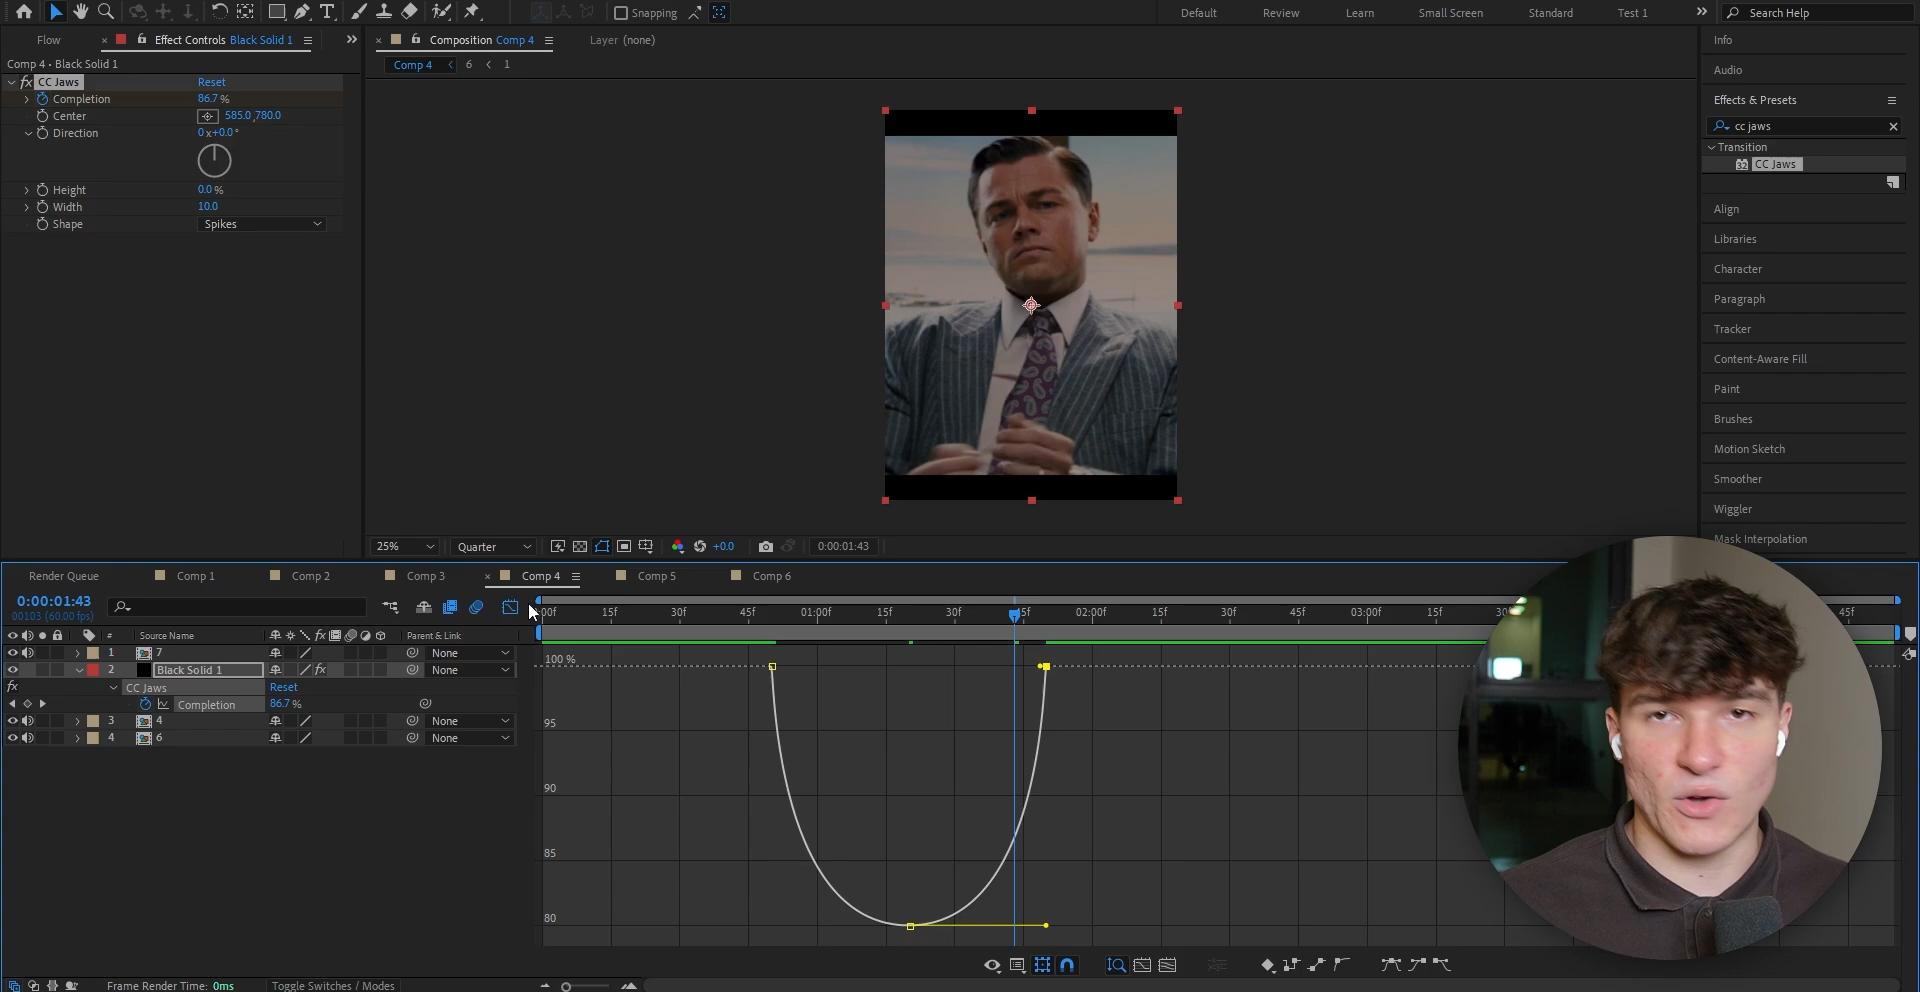 Snapping
Default
Review
Learn
Small Screen
Standard
Test 1
Search Help
Flow
Effect Controls Black Solid 1
Composition Comp 4
Layer (none)
Info
Comp 4 • Black Solid 1
Comp 4
6
1
Audio
fx CC Jaws Reset
Completion 86.7 %
Center 585.0 ,780.0
Direction 0 x+0.0 °
Height 0.0 %
Width 10.0
Shape Spikes
Effects & Presets
cc jaws
Transition
32 CC Jaws
Align
Libraries
Character
Paragraph
Tracker
Content-Aware Fill
Paint
Brushes
Motion Sketch
Smoother
Wiggler
Mask Interpolation
25%
Quarter
+0.0
0:00:01:43
Render Queue
Comp 1
Comp 2
Comp 3
Comp 4
Comp 5
Comp 6
0:00:01:43
00103 (60.00 fps)
:00f 15f 30f 45f 01:00f 15f 30f 45f 02:00f 15f 30f 45f 03:00f 15f 30 45f
# Source Name fx Parent & Link
1 7 None
2 Black Solid 1 fx None
fx CC Jaws Reset
Completion 86.7 %
3 4 None
4 6 None
100 %
95
90
85
80
Frame Render Time: 0ms
Toggle Switches / Modes